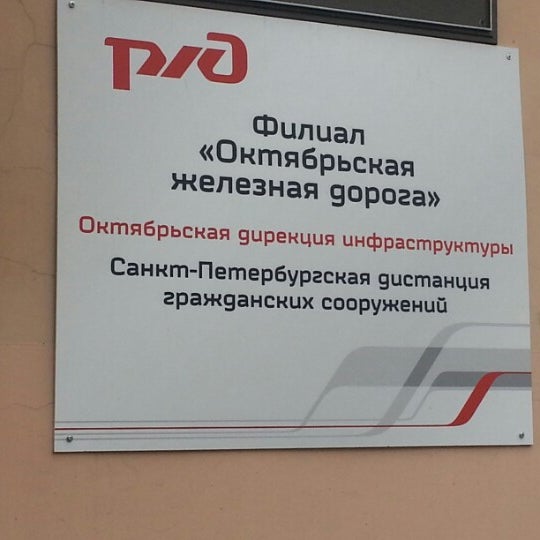 РЖД
Филиал
«Октябрьская
железная дорога»
Октябрьская дирекция инфраструктуры
Санкт-Петербургская дистанция
гражданских сооружений